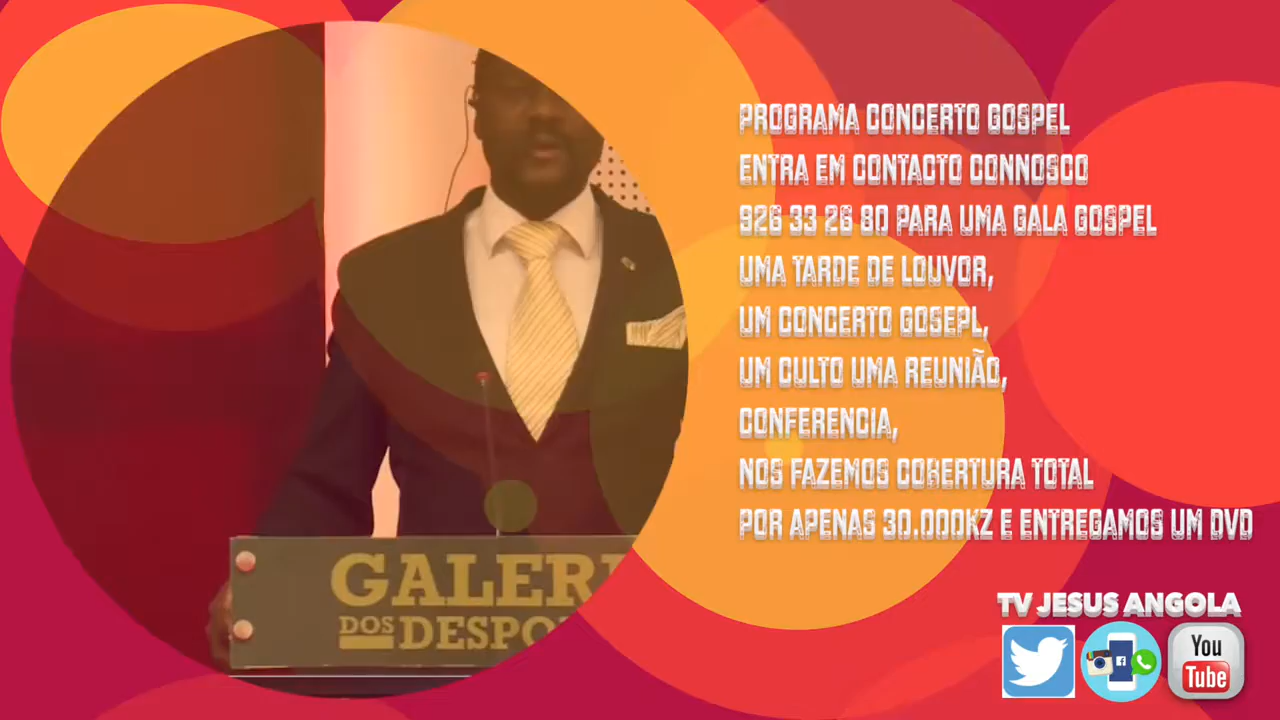 PROGRAMA CONCERTO GOSPEL
ENTRA EM CONTACTO CONNOSCO
926 33 26 80 PARA UMA GALA GOSPEL
UMA TARDE DE LOUVOR,
UM CONCERTO GOSEPL,
UM CULTO UMA REUNIÃO,
CONFERENCIA,
NOS FAZEMOS COBERTURA TOTAL
POR APENAS 30.000KZ E ENTREGAMOS UM DVD
GALERI
DOS DESPO
TV JESUS ANGOLA
You
Tube